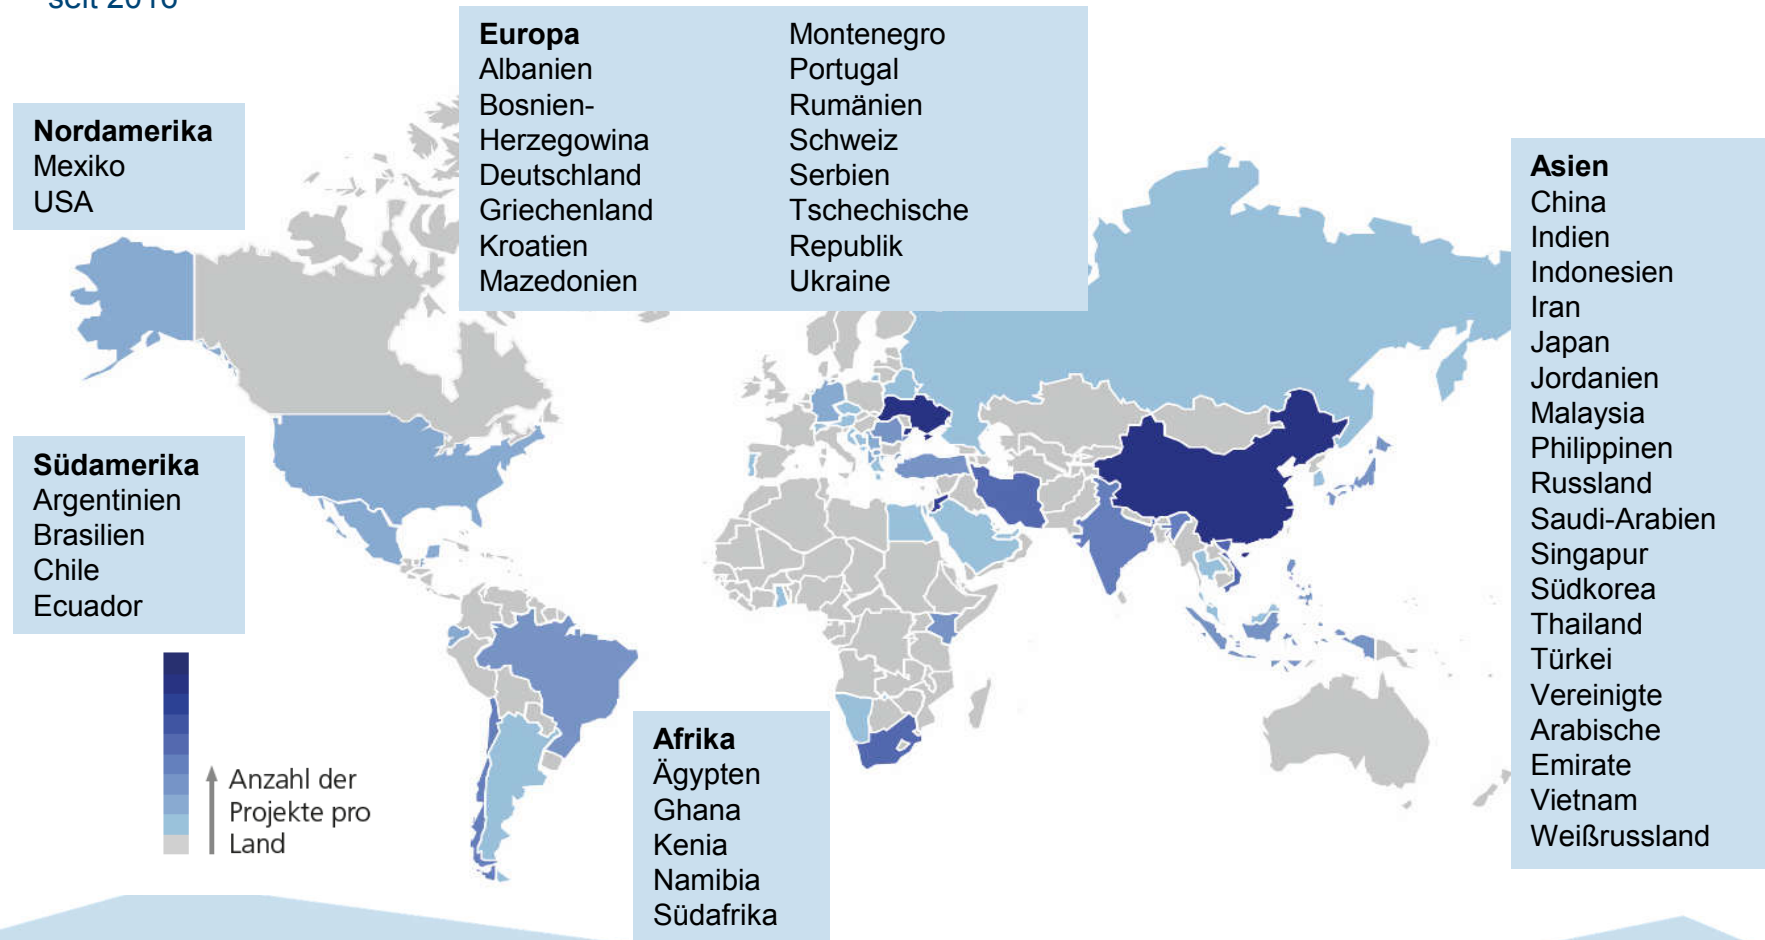 seit 2016
Europa
Albanien
Bosnien-
Herzegowina
Deutschland
Griechenland
Kroatien
Mazedonien
Montenegro
Portugal
Rumänien
Schweiz
Serbien
Tschechische
Republik
Ukraine
Nordamerika
Mexiko
USA
Asien
China
Indien
Indonesien
Iran
Japan
Jordanien
Malaysia
Philippinen
Russland
Saudi-Arabien
Singapur
Südkorea
Thailand
Türkei
Vereinigte
Arabische
Emirate
Vietnam
Weißrussland
Südamerika
Argentinien
Brasilien
Chile
Ecuador
Anzahl der
Projekte pro
Land
Afrika
Ägypten
Ghana
Kenia
Namibia
Südafrika